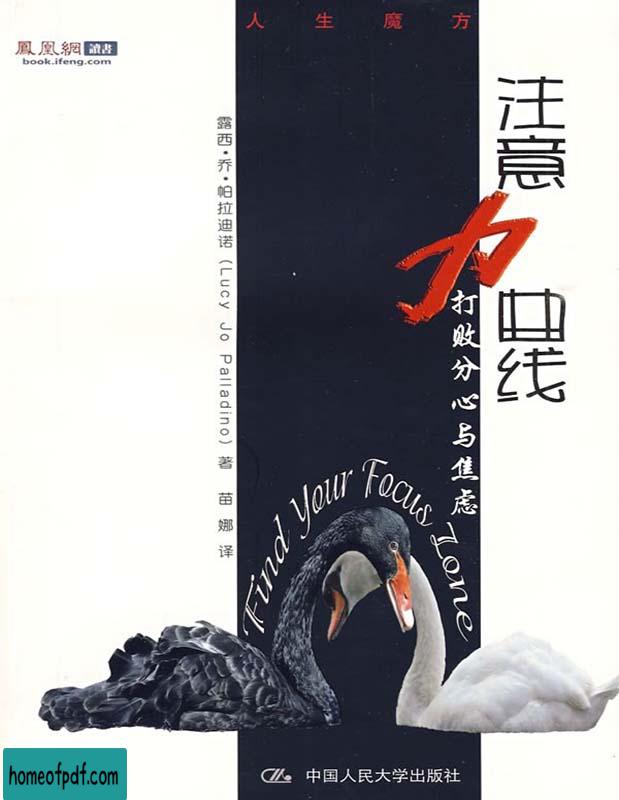 人生魔方
鳳凰網 讀書
book.ifeng.com
注意力曲线
打败分心与焦虑
露西·乔·帕拉迪诺(Lucy Jo Palladino)著 苗娜 译
Find Your Focus Zone
中国人民大学出版社
homeofpdf.com